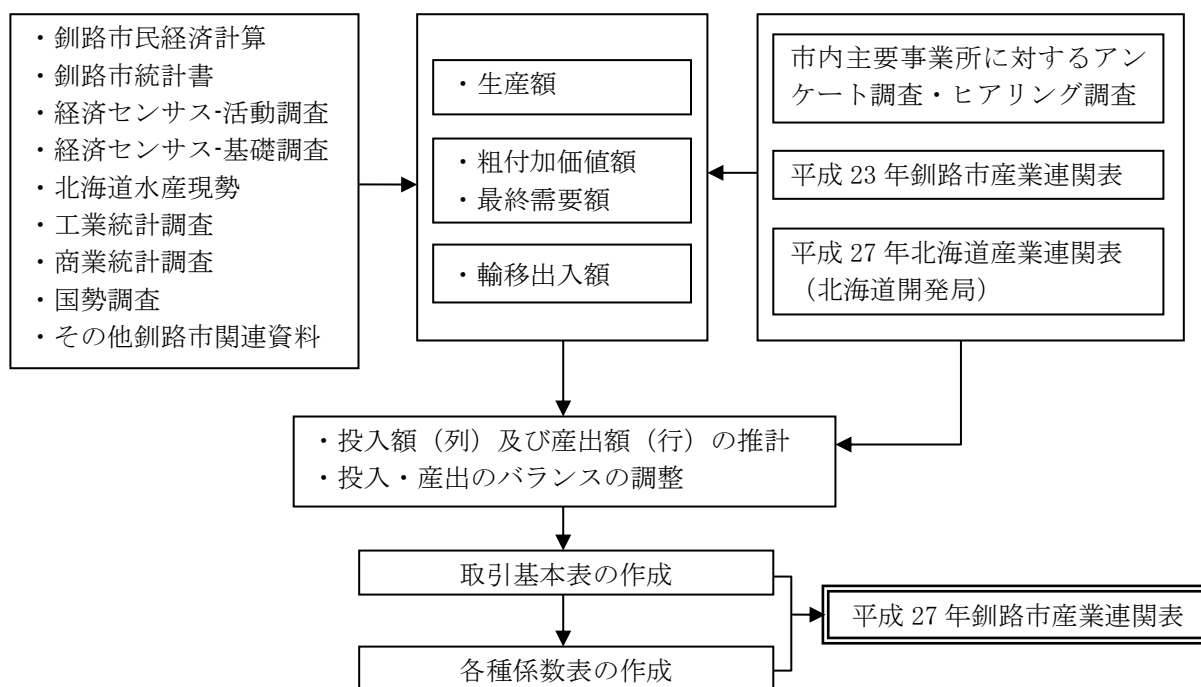 ・釧路市民経済計算
・釧路市統計書
・経済センサス-活動調査
・経済センサス-基礎調査
・北海道水産現勢
・工業統計調査
・商業統計調査
・国勢調査
・その他釧路市関連資料
・生産額
・粗付加価値額
・最終需要額
・輸移出入額
市内主要事業所に対するアン
ケート調査・ヒアリング調査
平成 23 年釧路市産業連関表
平成 27 年北海道産業連関表
（北海道開発局）
・投入額（列）及び産出額（行）の推計
・投入・産出のバランスの調整
取引基本表の作成
各種係数表の作成
平成 27 年釧路市産業連関表